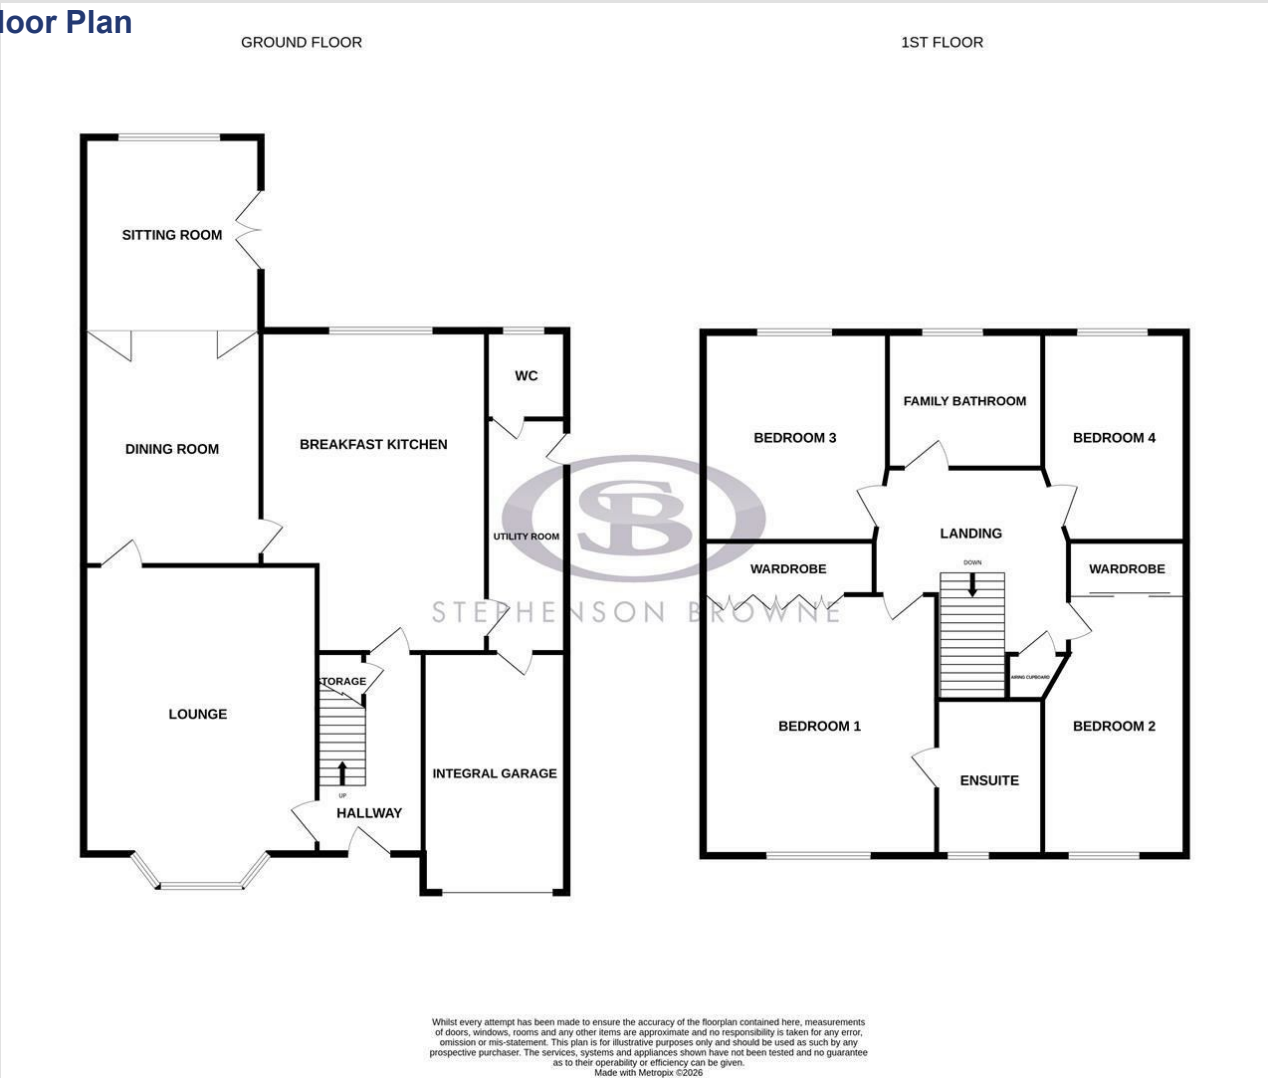 loor Plan
GROUND FLOOR
1ST FLOOR
SITTING ROOM
WC
DINING ROOM
BREAKFAST KITCHEN
UTILITY ROOM
STORAGE
LOUNGE
INTEGRAL GARAGE
UP
HALLWAY
FAMILY BATHROOM
BEDROOM 3
BEDROOM 4
LANDING
DOWN
WARDROBE
WARDROBE
AIRING CUPBOARD
BEDROOM 1
BEDROOM 2
ENSUITE
SB
STEPHENSON BROWNE
Whilst every attempt has been made to ensure the accuracy of the floorplan contained here, measurements
of doors, windows, rooms and any other items are approximate and no responsibility is taken for any error,
omission or mis-statement. This plan is for illustrative purposes only and should be used as such by any
prospective purchaser. The services, systems and appliances shown have not been tested and no guarantee
as to their operability or efficiency can be given.
Made with Metropix ©2026